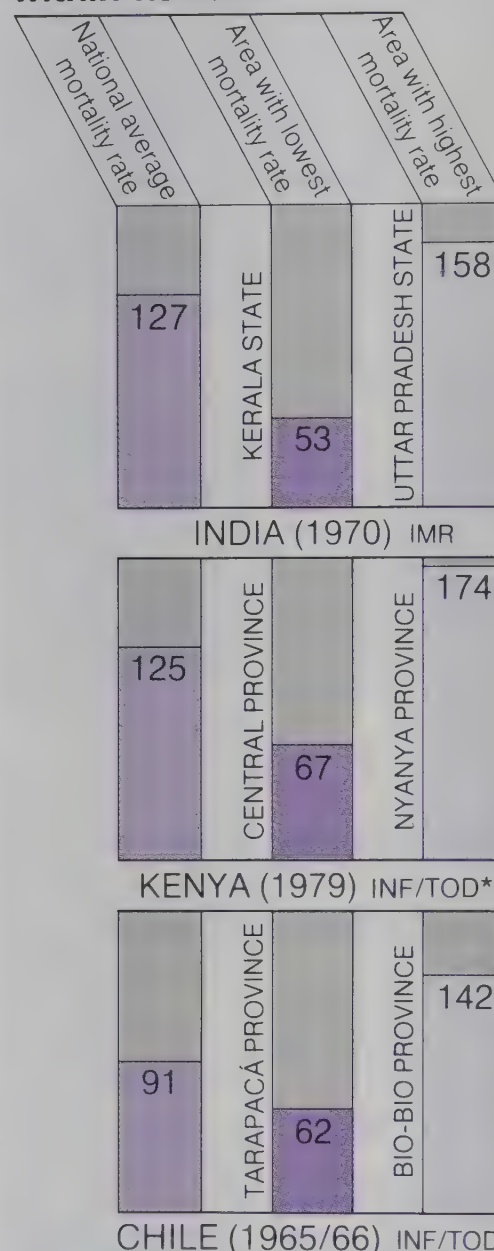 National average
mortality rate
Area with lowest
mortality rate
Area with highest
mortality rate
127
KERALA STATE
53
UTTAR PRADESH STATE
158
INDIA (1970) IMR
125
CENTRAL PROVINCE
67
NYANYA PROVINCE
174
KENYA (1979) INF/TOD*
91
TARAPACÁ PROVINCE
62
BIO-BIO PROVINCE
142
CHILE (1965/66) INF/TOD